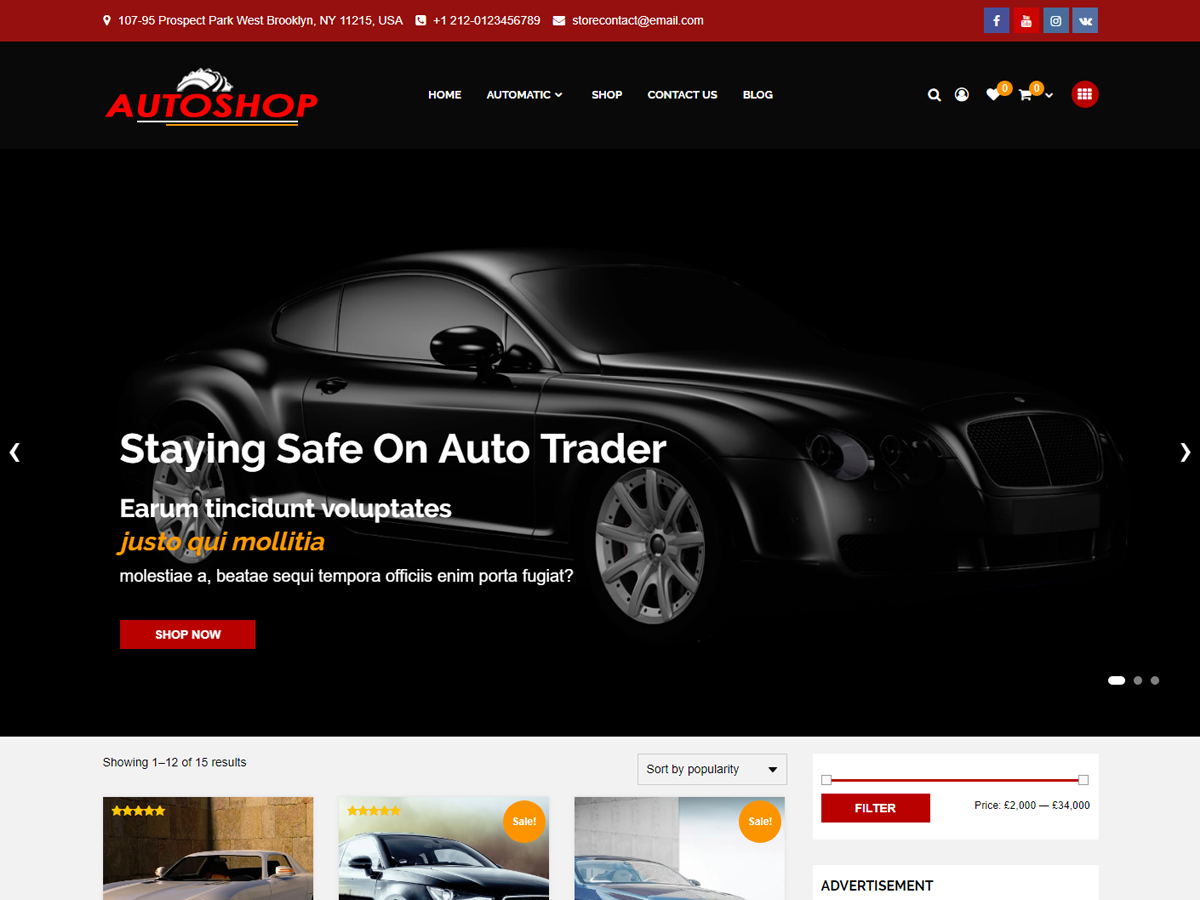 107-95 Prospect Park West Brooklyn, NY 11215, USA +1 212-0123456789 storecontact@email.com
You Tube
AUTOSHOP
HOME AUTOMATIC SHOP CONTACT US BLOG
0 0
Staying Safe On Auto Trader
Earum tincidunt voluptates
justo qui mollitia
molestiae a, beatae sequi tempora officiis enim porta fugiat?
SHOP NOW
Showing 1–12 of 15 results
Sort by popularity
Sale!
Sale!
FILTER
Price: £2,000 — £34,000
ADVERTISEMENT